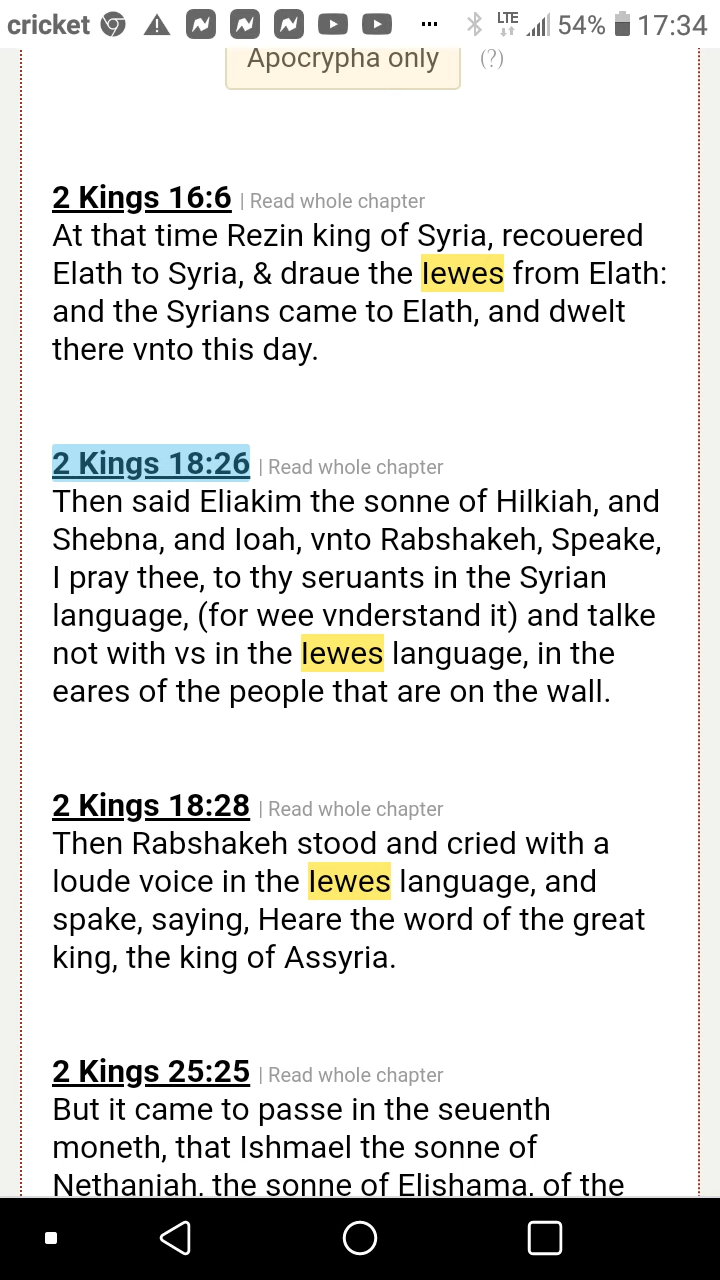 cricket ... LTE 54% 17:34
Apocrypha only (?)
2 Kings 16:6 | Read whole chapter
At that time Rezin king of Syria, recouered
Elath to Syria, & draue the Iewes from Elath:
and the Syrians came to Elath, and dwelt
there vnto this day.
2 Kings 18:26 | Read whole chapter
Then said Eliakim the sonne of Hilkiah, and
Shebna, and Ioah, vnto Rabshakeh, Speake,
I pray thee, to thy seruants in the Syrian
language, (for wee vnderstand it) and talke
not with vs in the Iewes language, in the
eares of the people that are on the wall.
2 Kings 18:28 | Read whole chapter
Then Rabshakeh stood and cried with a
loude voice in the Iewes language, and
spake, saying, Heare the word of the great
king, the king of Assyria.
2 Kings 25:25 | Read whole chapter
But it came to passe in the seuenth
moneth, that Ishmael the sonne of
Nethaniah, the sonne of Elishama, of the